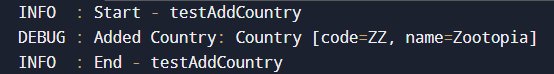 INFO  : Start - testAddCountry
DEBUG : Added Country: Country [code=ZZ, name=Zootopia]
INFO  : End - testAddCountry